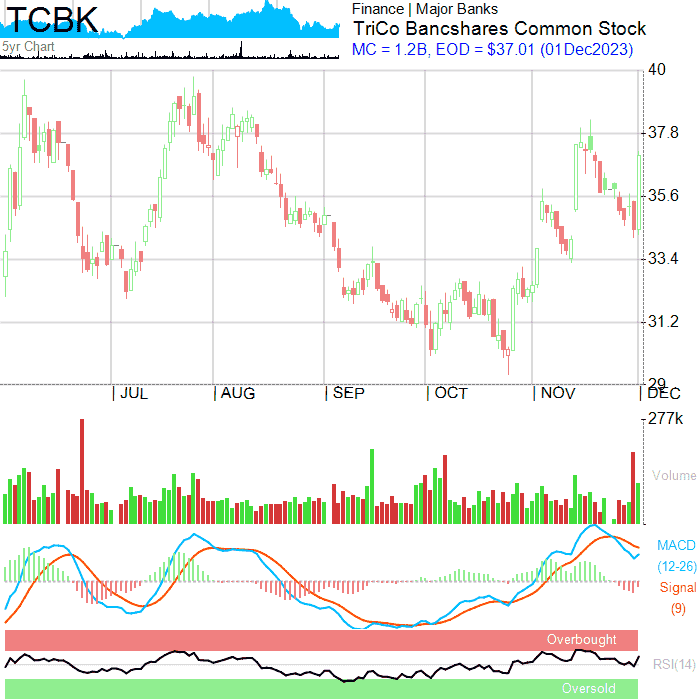 TCBK
5yr Chart
Finance | Major Banks
TriCo Bancshares Common Stock
MC = 1.2B, EOD = $37.01 (01Dec2023)
40
37.8
35.6
33.4
31.2
29
| JUL | AUG | SEP | OCT | NOV | DEC
277k
Volume
MACD
(12-26)
Signal
(9)
Overbought
RSI(14)
Oversold